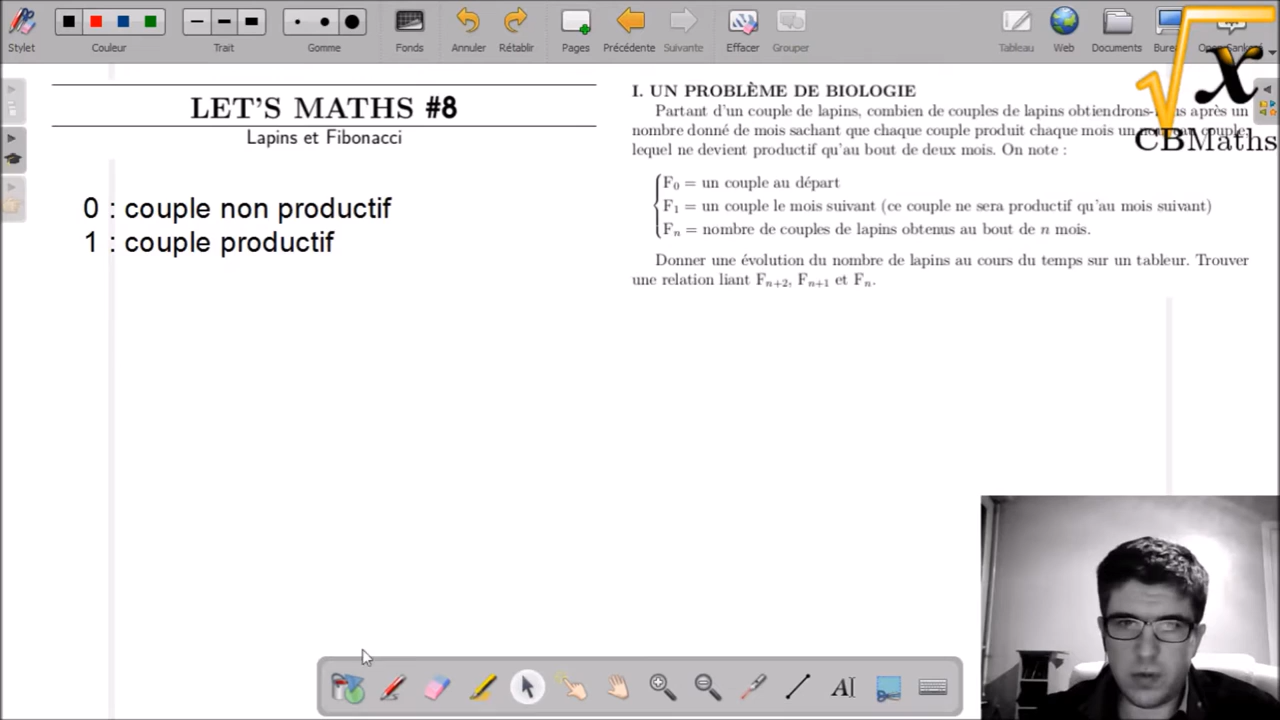 Stylet
Couleur
Trait
Gomme
Fonds
Annuler
Rétablir
Pages
Précédente
Suivante
Effacer
Grouper
Tableau
Web
Documents
LET'S MATHS #8
Lapins et Fibonacci
0 : couple non productif
1 : couple productif
I. UN PROBLÈME DE BIOLOGIE
Partant d'un couple de lapins, combien de couples de lapins obtiendrons- après un
nombre donné de mois sachant que chaque couple produit chaque mois un couple,
lequel ne devient productif qu'au bout de deux mois. On note :
F₀ = un couple au départ
F₁ = un couple le mois suivant (ce couple ne sera productif qu'au mois suivant)
Fₙ = nombre de couples de lapins obtenus au bout de n mois.
Donner une évolution du nombre de lapins au cours du temps sur un tableur. Trouver
une relation liant Fₙ₊₂, Fₙ₊₁ et Fₙ.
√x
CBMaths
AI